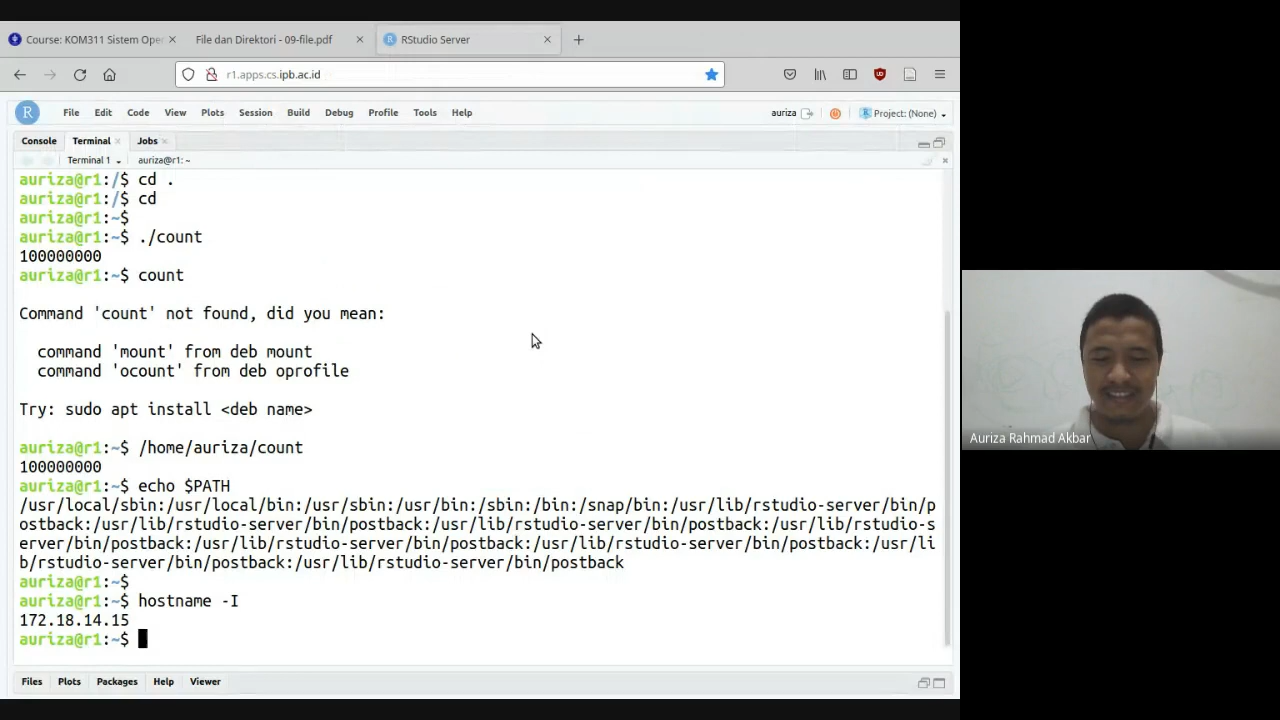 Course: KOM311 Sistem Oper
File dan Direktori - 09-file.pdf
RStudio Server
r1.apps.cs.ipb.ac.id
R File Edit Code View Plots Session Build Debug Profile Tools Help
auriza
R Project: (None)
Console Terminal Jobs
Terminal 1 auriza@r1: ~
auriza@r1:/$ cd .
auriza@r1:/$ cd
auriza@r1:~$
auriza@r1:~$ ./count
100000000
auriza@r1:~$ count
Command 'count' not found, did you mean:
command 'mount' from deb mount
command 'ocount' from deb oprofile
Try: sudo apt install <deb name>
auriza@r1:~$ /home/auriza/count
100000000
auriza@r1:~$ echo $PATH
/usr/local/sbin:/usr/local/bin:/usr/sbin:/usr/bin:/sbin:/bin:/snap/bin:/usr/lib/rstudio-server/bin/p
ostback:/usr/lib/rstudio-server/bin/postback:/usr/lib/rstudio-server/bin/postback:/usr/lib/rstudio-s
erver/bin/postback:/usr/lib/rstudio-server/bin/postback:/usr/lib/rstudio-server/bin/postback:/usr/li
b/rstudio-server/bin/postback:/usr/lib/rstudio-server/bin/postback
auriza@r1:~$
auriza@r1:~$ hostname -I
172.18.14.15
auriza@r1:~$
Files Plots Packages Help Viewer
Auriza Rahmad Akbar